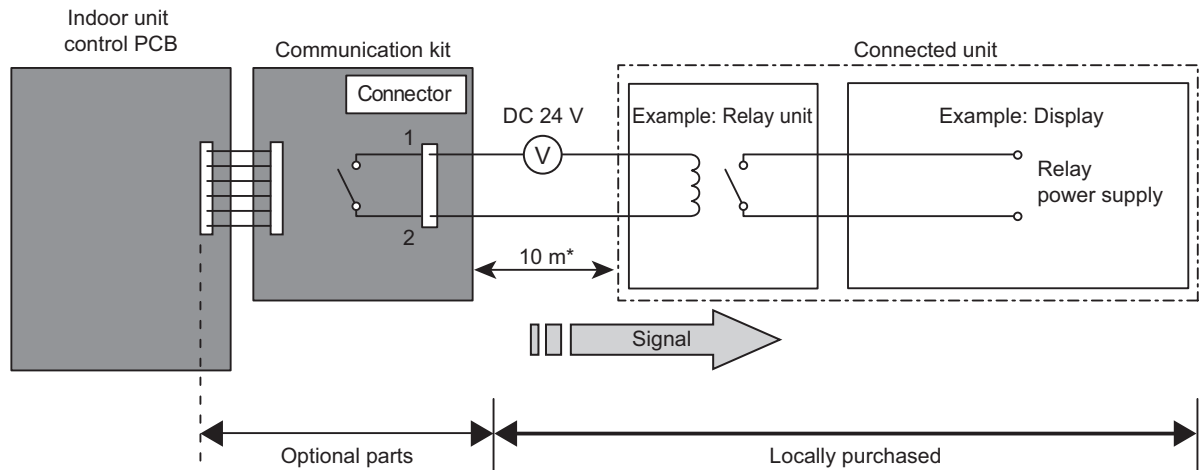 Indoor unit
control PCB
Communication kit
Connected unit
Connector
DC 24 V
Example: Relay unit
Example: Display
1
V
Relay
power supply
2
10 m*
Signal
Optional parts
Locally purchased